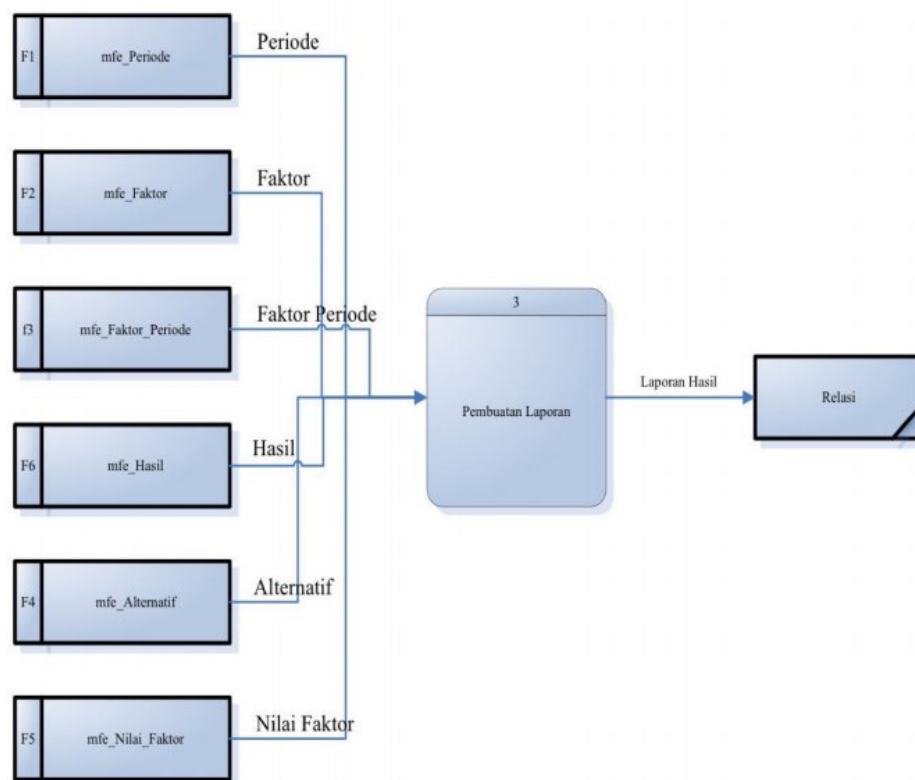 F1 mfe_Periode Periode
F2 mfe_Faktor Faktor
f3 mfe_Faktor_Periode Faktor Periode
3
Pembuatan Laporan
Laporan Hasil
Relasi
F6 mfe_Hasil Hasil
F4 mfe_Alternatif Alternatif
F5 mfe_Nilai_Faktor Nilai Faktor